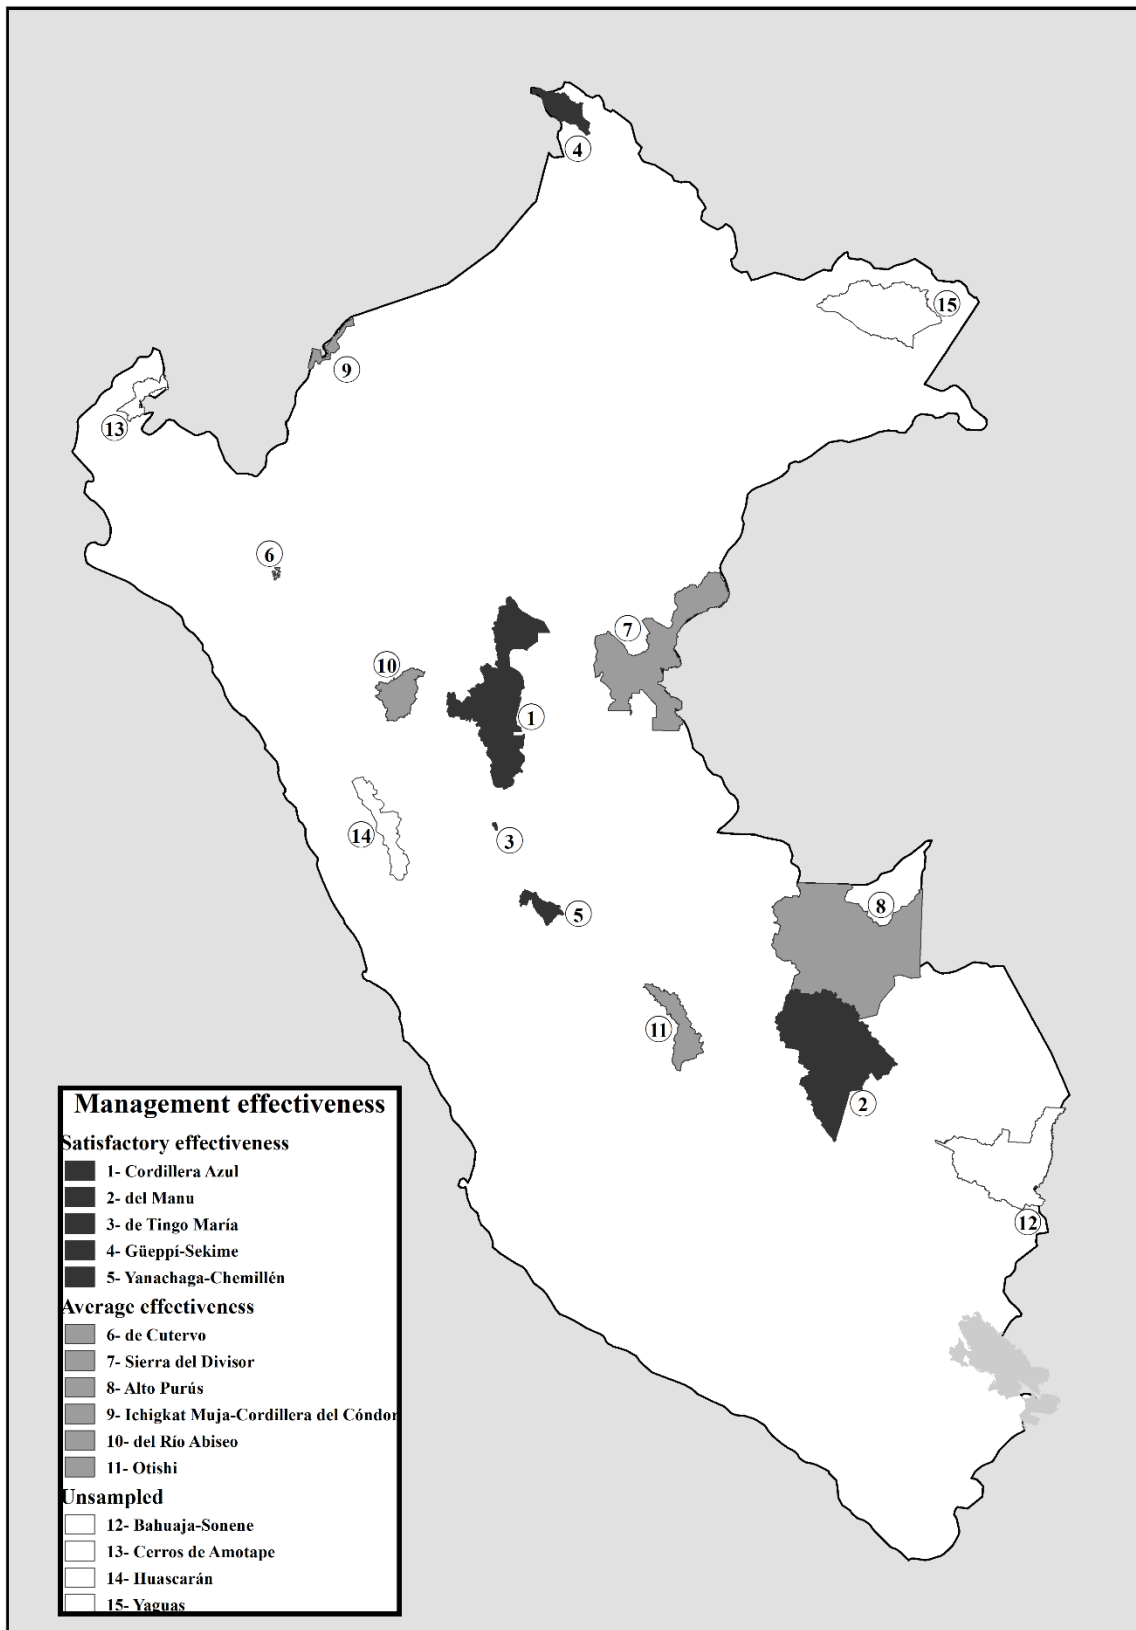 4
15
9
13
6
7
10
1
14
3
8
5
11
2
12
Management effectiveness
Satisfactory effectiveness
1- Cordillera Azul
2- del Manu
3- de Tingo María
4- Güeppí-Sekime
5- Yanachaga-Chemillén
Average effectiveness
6- de Cutervo
7- Sierra del Divisor
8- Alto Purús
9- Ichigkat Muja-Cordillera del Cóndor
10- del Río Abiseo
11- Otishi
Unsampled
12- Bahuaja-Sonene
13- Cerros de Amotape
14- Huascarán
15- Yaguas